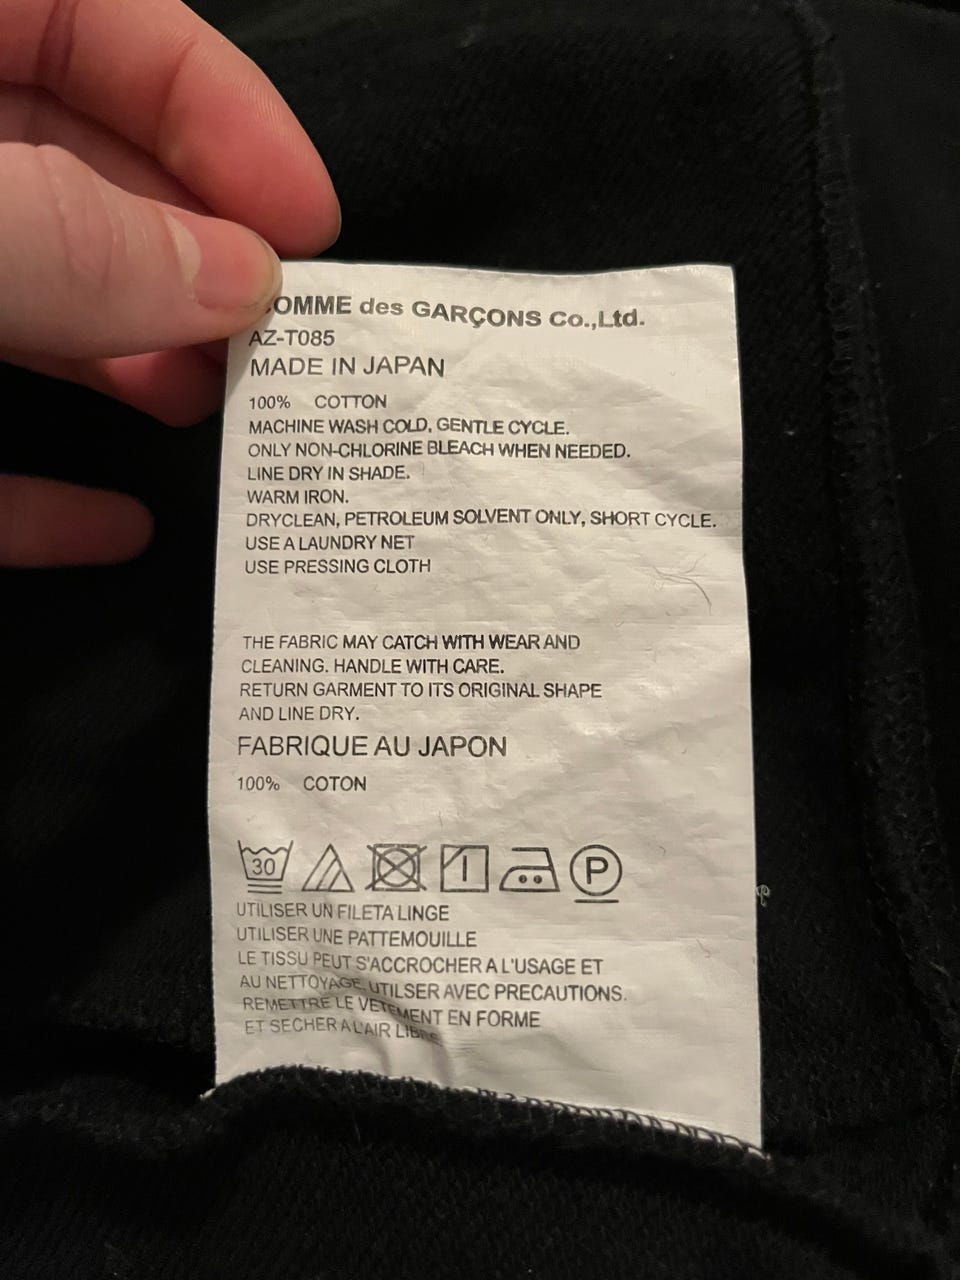 OMME des GARÇONS Co.,Ltd.
AZ-T085
MADE IN JAPAN
100% COTTON
MACHINE WASH COLD, GENTLE CYCLE.
ONLY NON-CHLORINE BLEACH WHEN NEEDED.
LINE DRY IN SHADE.
WARM IRON.
DRYCLEAN, PETROLEUM SOLVENT ONLY, SHORT CYCLE.
USE A LAUNDRY NET
USE PRESSING CLOTH
THE FABRIC MAY CATCH WITH WEAR AND
CLEANING. HANDLE WITH CARE.
RETURN GARMENT TO ITS ORIGINAL SHAPE
AND LINE DRY.
FABRIQUE AU JAPON
100% COTON
30 P
UTILISER UN FILETA LINGE
UTILISER UNE PATTEMOUILLE
LE TISSU PEUT S'ACCROCHER A L'USAGE ET
AU NETTOYAGE. UTILSER AVEC PRECAUTIONS.
REMETTRE LE VETEMENT EN FORME
ET SECHER A L'AIR LIBRE